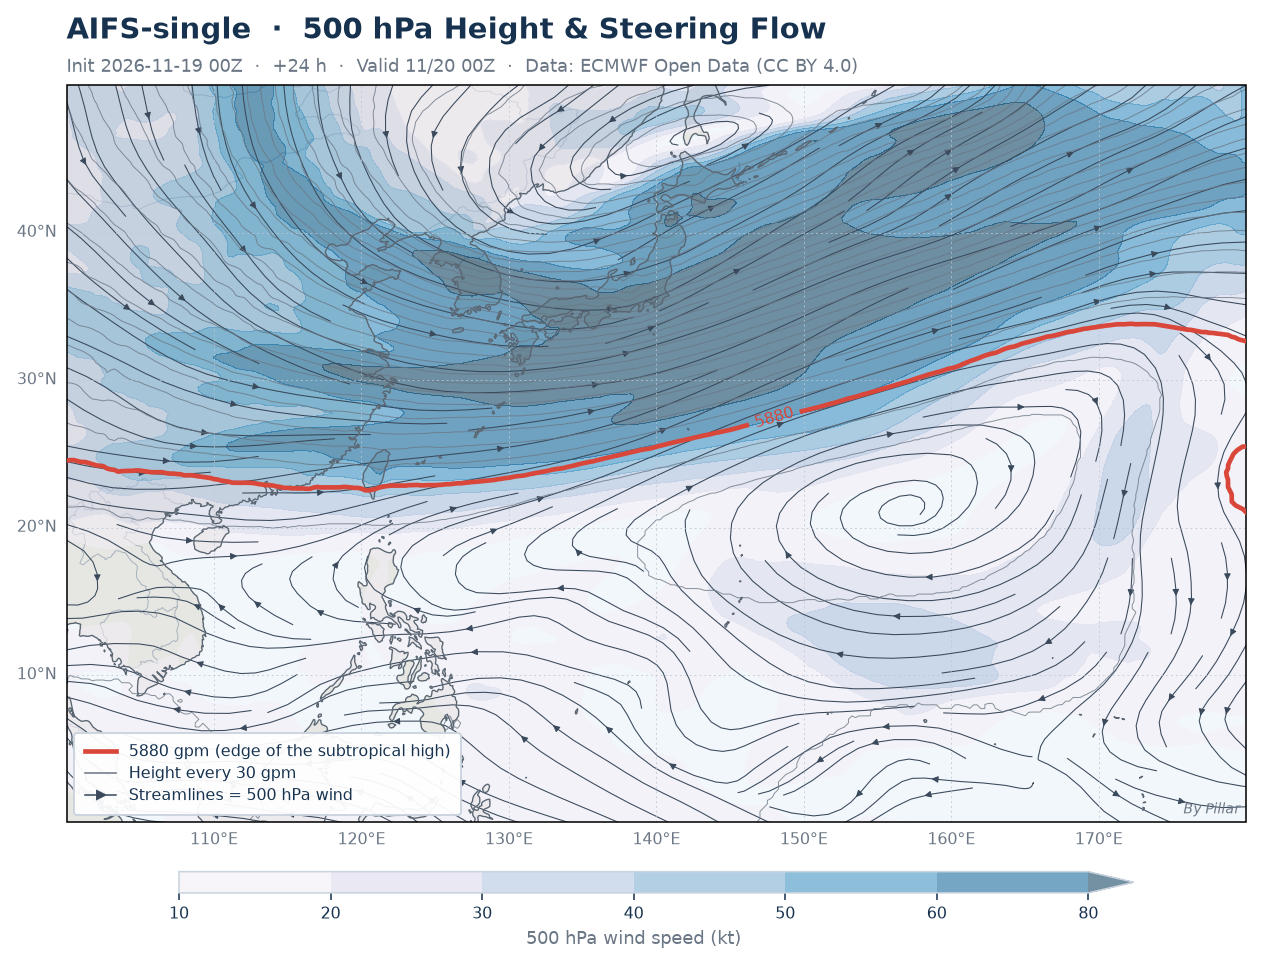 AIFS-single · 500 hPa Height & Steering Flow
Init 2026-11-19 00Z · +24 h · Valid 11/20 00Z · Data: ECMWF Open Data (CC BY 4.0)
40°N
30°N
20°N
10°N
5880
5880 gpm (edge of the subtropical high)
Height every 30 gpm
Streamlines = 500 hPa wind
By Pillar
110°E 120°E 130°E 140°E 150°E 160°E 170°E
10 20 30 40 50 60 80
500 hPa wind speed (kt)